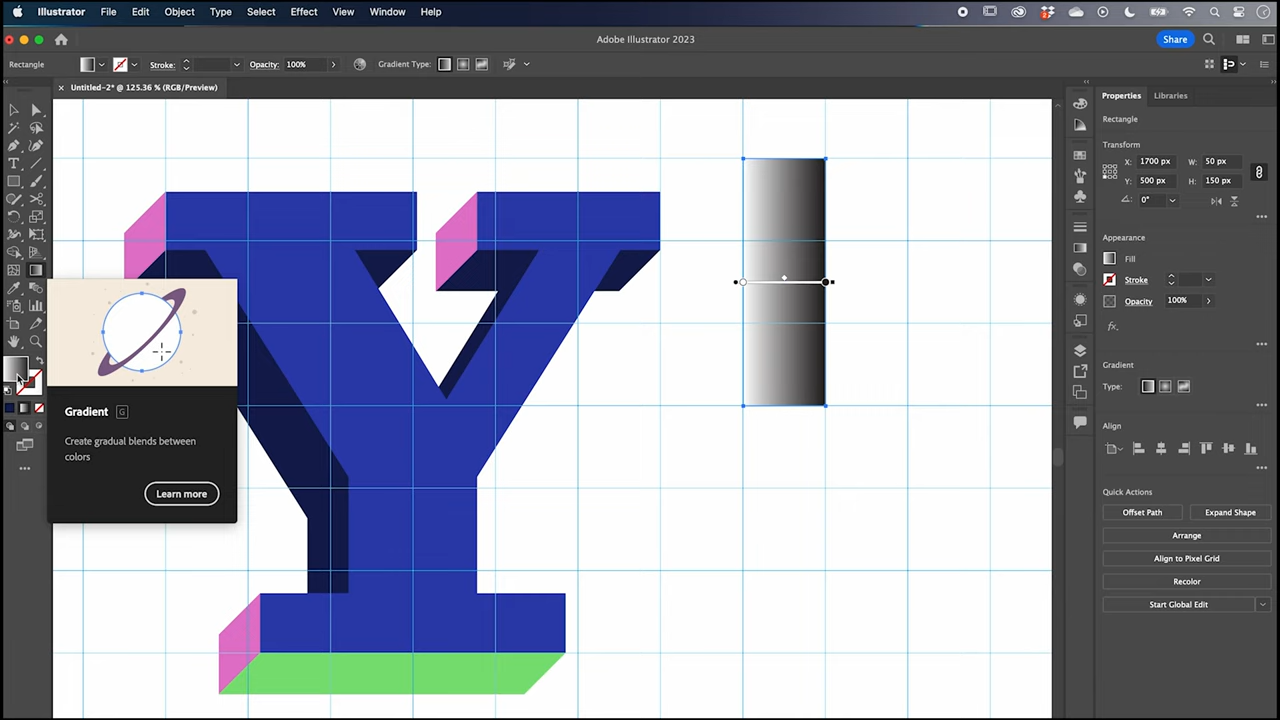 Illustrator File Edit Object Type Select Effect View Window Help
Adobe Illustrator 2023
Share
Rectangle
Stroke:
Opacity: 100%
Gradient Type:
Untitled-2* @ 125.36 % (RGB/Preview)
Properties Libraries
Rectangle
Transform
X: 1700 px W: 50 px
Y: 500 px H: 150 px
0°
Appearance
Fill
Stroke
Opacity 100%
fx.
Gradient
Type:
Align
Quick Actions
Offset Path Expand Shape
Arrange
Align to Pixel Grid
Recolor
Start Global Edit
Y
Gradient G
Create gradual blends between
colors
Learn more